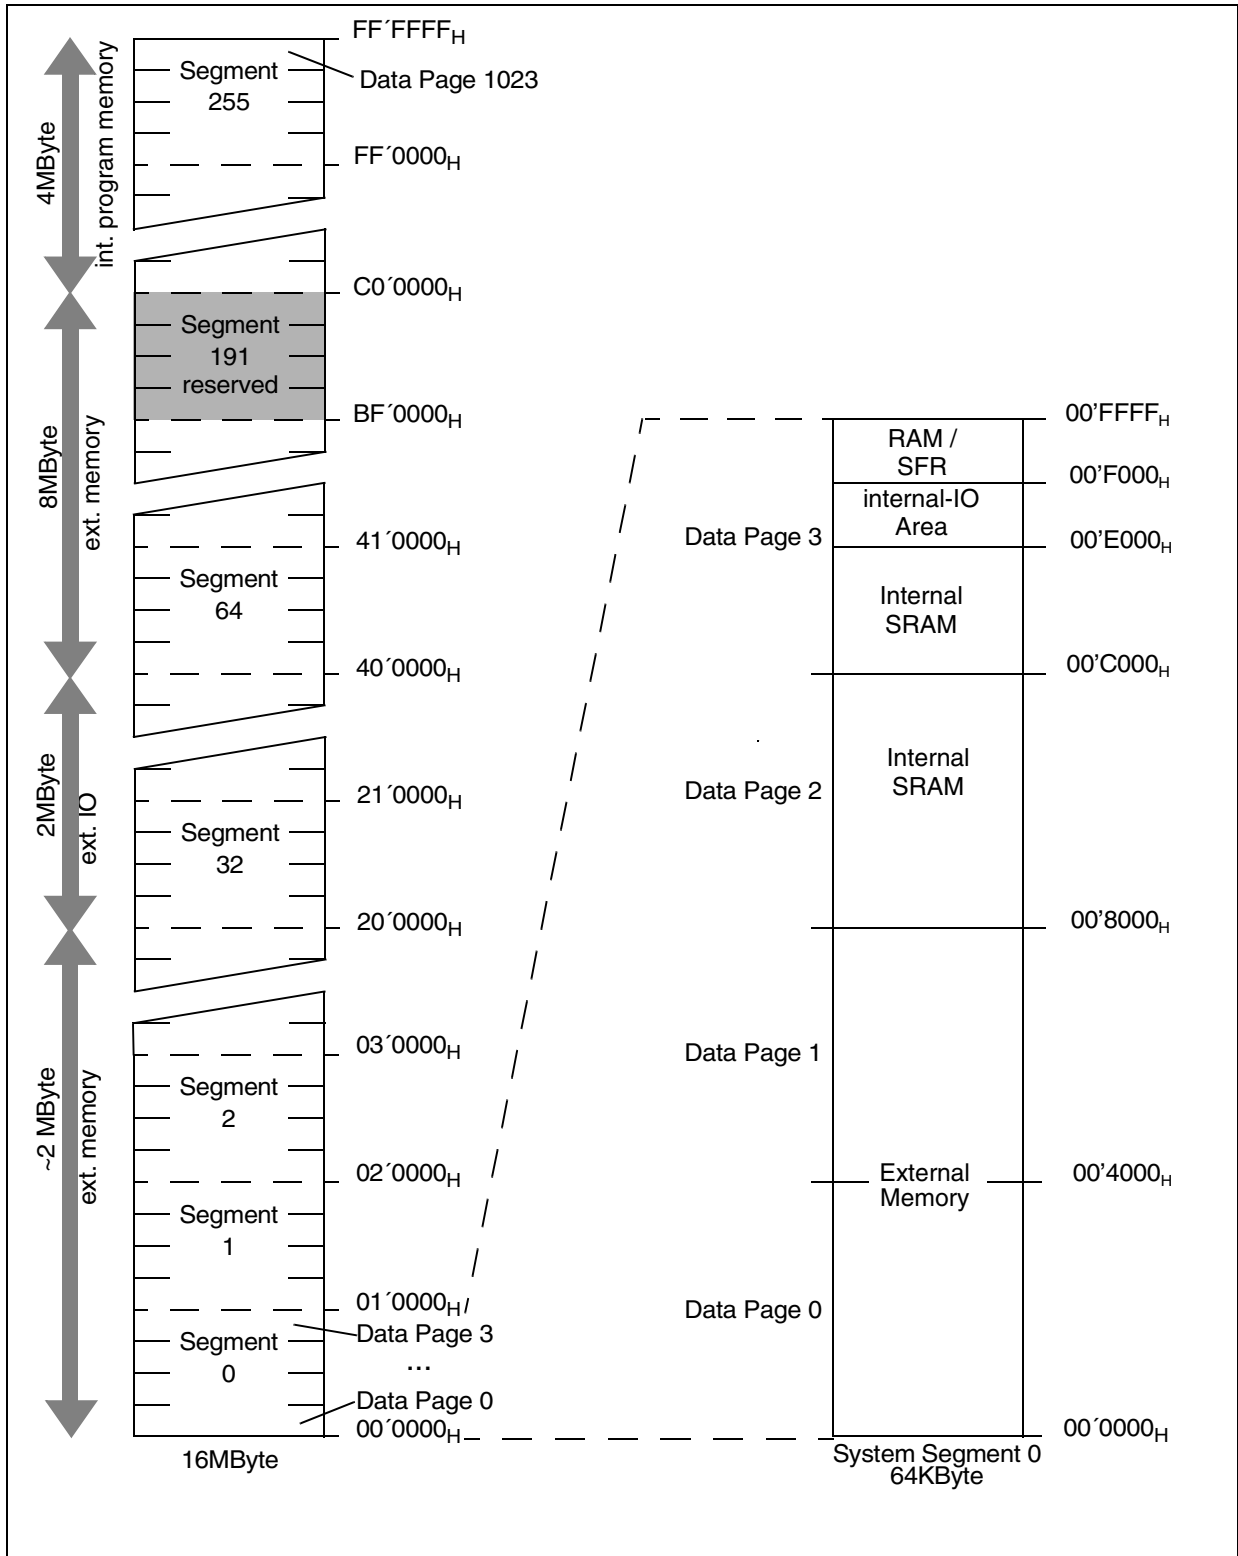 FF´FFFFH
Segment
255
Data Page 1023
FF´0000H
4MByte
int. program memory
C0´0000H
Segment
191
reserved
BF´0000H
8MByte
ext. memory
41´0000H
Segment
64
40´0000H
2MByte
ext. IO
21´0000H
Segment
32
20´0000H
~2 MByte
ext. memory
03´0000H
Segment
2
02´0000H
Segment
1
01´0000H
Data Page 3
Segment
0
...
Data Page 0
00´0000H
16MByte
00'FFFFH
RAM /
SFR
00'F000H
internal-IO
Area
Data Page 3
00'E000H
Internal
SRAM
00'C000H
Internal
SRAM
Data Page 2
00'8000H
Data Page 1
External
Memory
00'4000H
Data Page 0
00´0000H
System Segment 0
64KByte